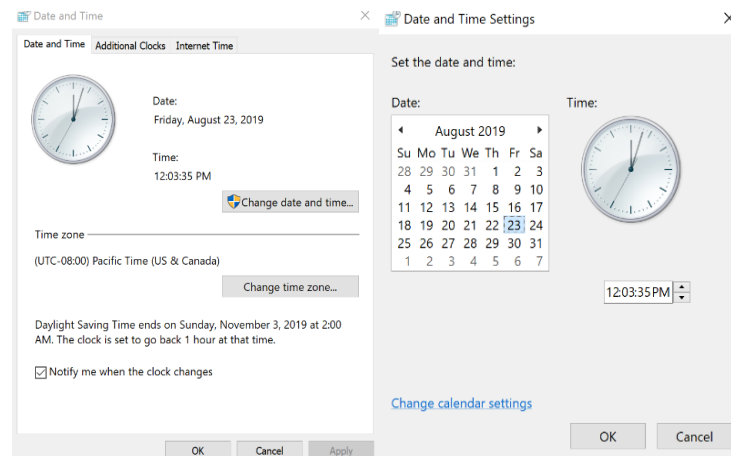 Date and Time
Date and Time Additional Clocks Internet Time
Date:
Friday, August 23, 2019
Time:
12:03:35 PM
Change date and time...
Time zone
(UTC-08:00) Pacific Time (US & Canada)
Change time zone...
Daylight Saving Time ends on Sunday, November 3, 2019 at 2:00
AM. The clock is set to go back 1 hour at that time.
Notify me when the clock changes
OK Cancel Apply
Date and Time Settings
Set the date and time:
Date:
August 2019
Su Mo Tu We Th Fr Sa
28 29 30 31 1 2 3
4 5 6 7 8 9 10
11 12 13 14 15 16 17
18 19 20 21 22 23 24
25 26 27 28 29 30 31
1 2 3 4 5 6 7
Time:
12:03:35 PM
Change calendar settings
OK Cancel